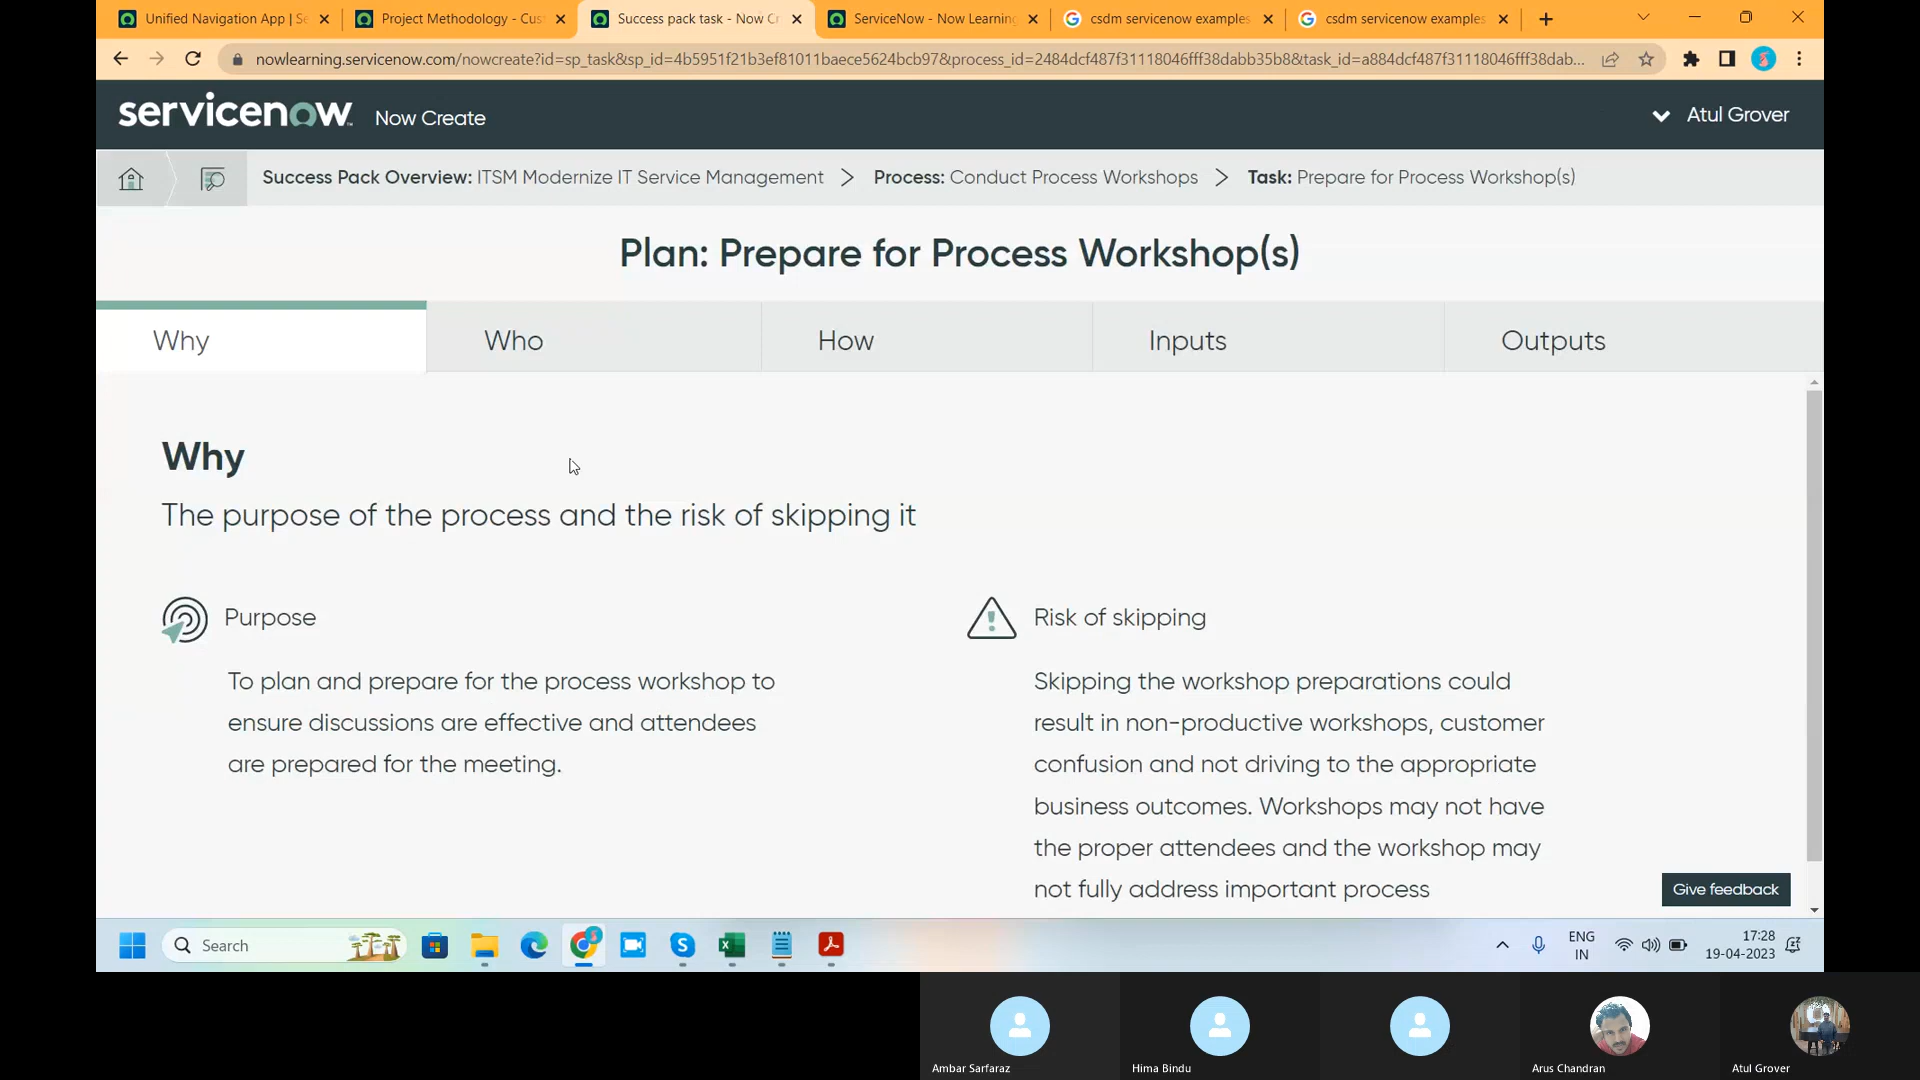 Unified Navigation App | Se
Project Methodology - Cus
Success pack task - Now Cr
ServiceNow - Now Learning
csdm servicenow examples
csdm servicenow examples
nowlearning.servicenow.com/nowcreate?id=sp_task&sp_id=4b5951f21b3ef81011baece5624bcb97&process_id=2484dcf487f31118046fff38dabb35b8&task_id=a884dcf487f31118046fff38dab...
servicenow
Now Create
Atul Grover
Success Pack Overview: ITSM Modernize IT Service Management
Process: Conduct Process Workshops
Task: Prepare for Process Workshop(s)
Plan: Prepare for Process Workshop(s)
Why
Who
How
Inputs
Outputs
Why
The purpose of the process and the risk of skipping it
Purpose
To plan and prepare for the process workshop to
ensure discussions are effective and attendees
are prepared for the meeting.
Risk of skipping
Skipping the workshop preparations could
result in non-productive workshops, customer
confusion and not driving to the appropriate
business outcomes. Workshops may not have
the proper attendees and the workshop may
not fully address important process
Give feedback
Search
ENG
IN
17:28
19-04-2023
Ambar Sarfaraz
Hima Bindu
Arus Chandran
Atul Grover